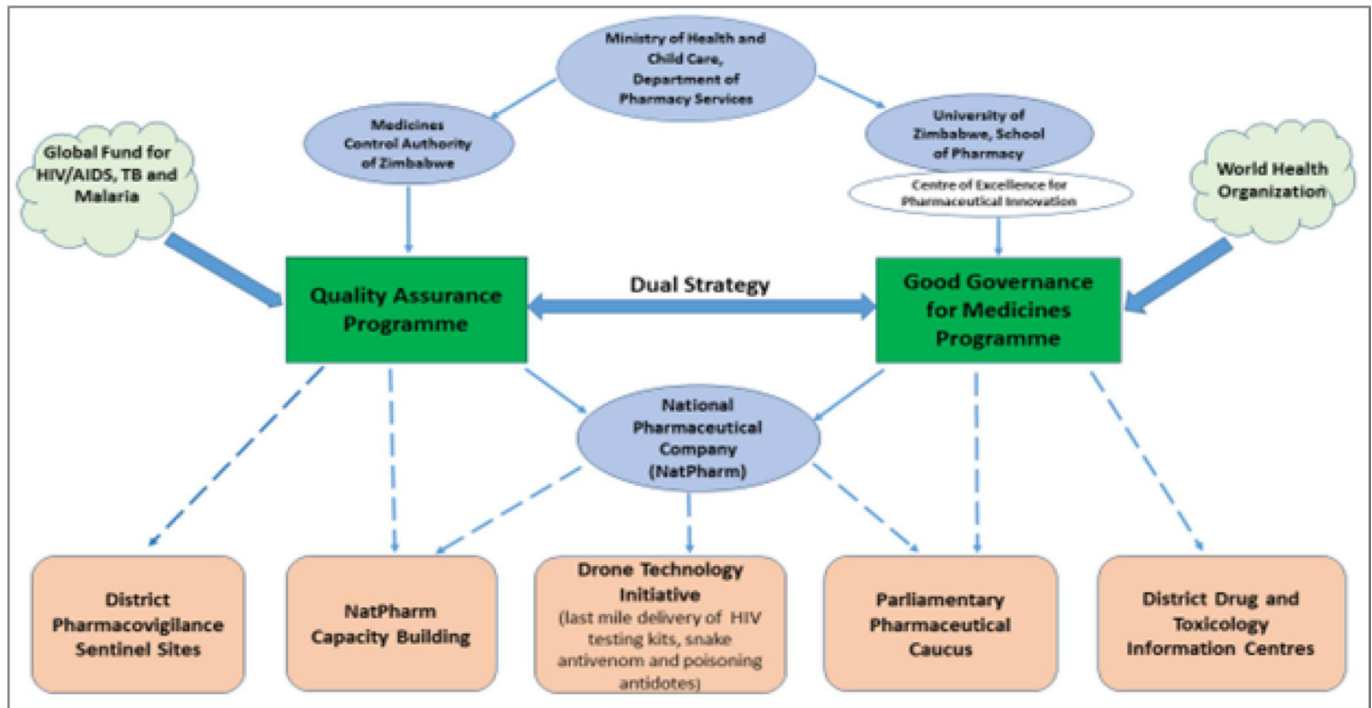 Ministry of Health and
Child Care,
Department of
Pharmacy Services
Medicines
Control Authority
of Zimbabwe
University of
Zimbabwe, School
of Pharmacy
Global Fund for
HIV/AIDS, TB and
Malaria
Centre of Excellence for
Pharmaceutical Innovation
World Health
Organization
Quality Assurance
Programme
Dual Strategy
Good Governance
for Medicines
Programme
National
Pharmaceutical
Company
(NatPharm)
District
Pharmacovigilance
Sentinel Sites
NatPharm
Capacity Building
Drone Technology
Initiative
(last mile delivery of HIV
testing kits, snake
antivenom and poisoning
antidotes)
Parliamentary
Pharmaceutical
Caucus
District Drug and
Toxicology
Information Centres